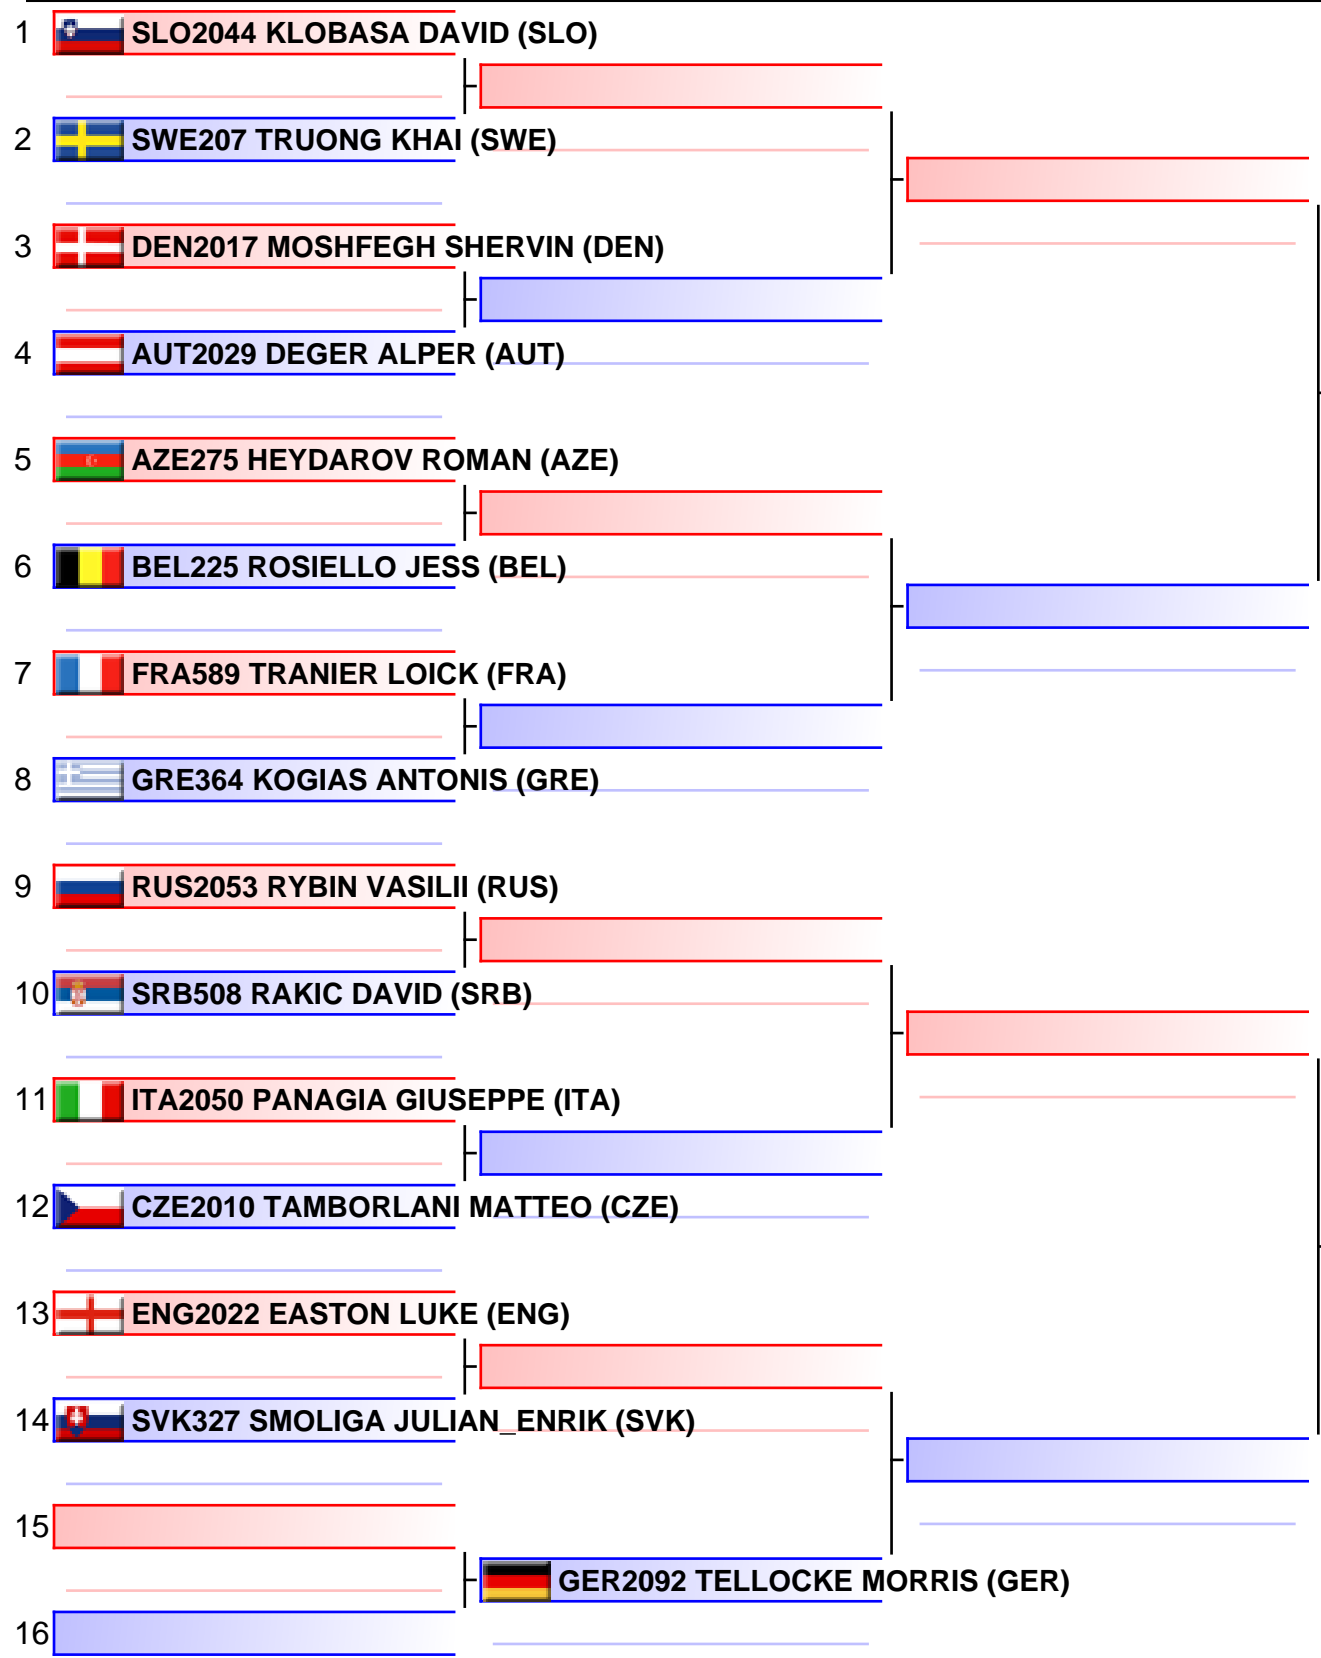 1 SLO2044 KLOBASA DAVID (SLO)
2 SWE207 TRUONG KHAI (SWE)
3 DEN2017 MOSHFEGH SHERVIN (DEN)
4 AUT2029 DEGER ALPER (AUT)
5 AZE275 HEYDAROV ROMAN (AZE)
6 BEL225 ROSIELLO JESS (BEL)
7 FRA589 TRANIER LOICK (FRA)
8 GRE364 KOGIAS ANTONIS (GRE)
9 RUS2053 RYBIN VASILII (RUS)
10 SRB508 RAKIC DAVID (SRB)
11 ITA2050 PANAGIA GIUSEPPE (ITA)
12 CZE2010 TAMBORLANI MATTEO (CZE)
13 ENG2022 EASTON LUKE (ENG)
14 SVK327 SMOLIGA JULIAN_ENRIK (SVK)
15
GER2092 TELLOCKE MORRIS (GER)
16